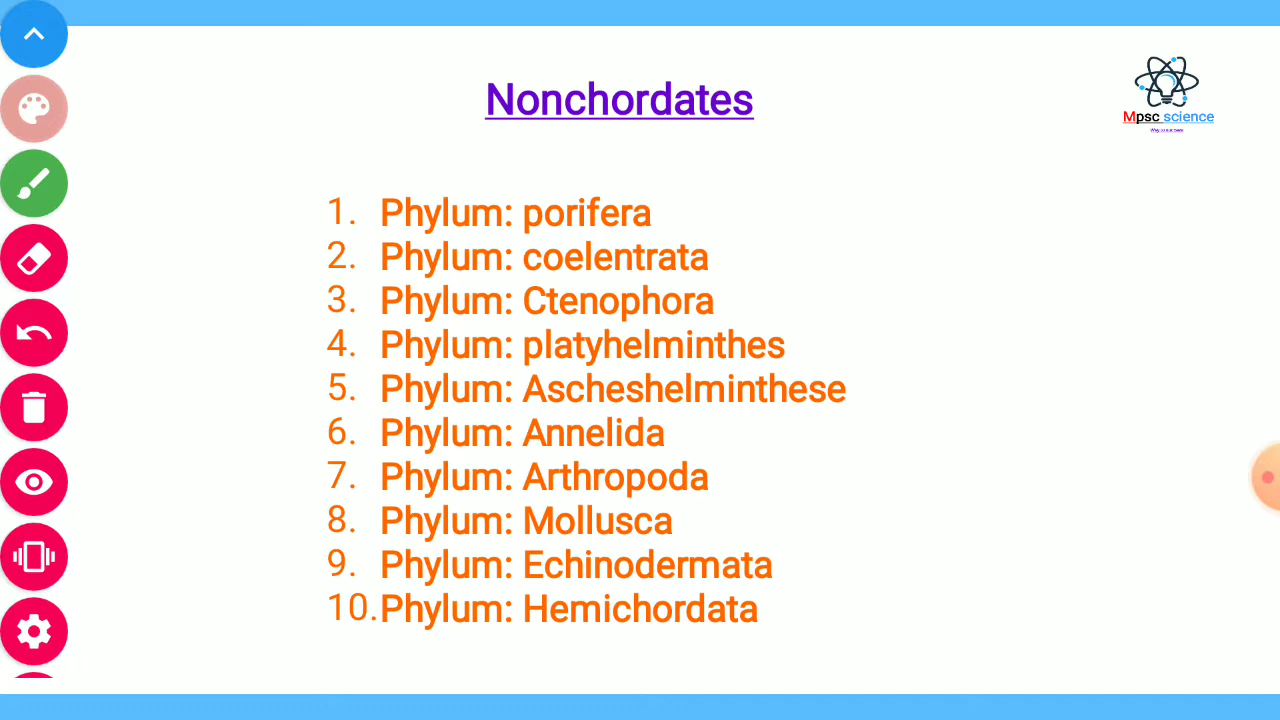 Nonchordates
Mpsc science
1. Phylum: porifera
2. Phylum: coelentrata
3. Phylum: Ctenophora
4. Phylum: platyhelminthes
5. Phylum: Ascheshelminthese
6. Phylum: Annelida
7. Phylum: Arthropoda
8. Phylum: Mollusca
9. Phylum: Echinodermata
10. Phylum: Hemichordata